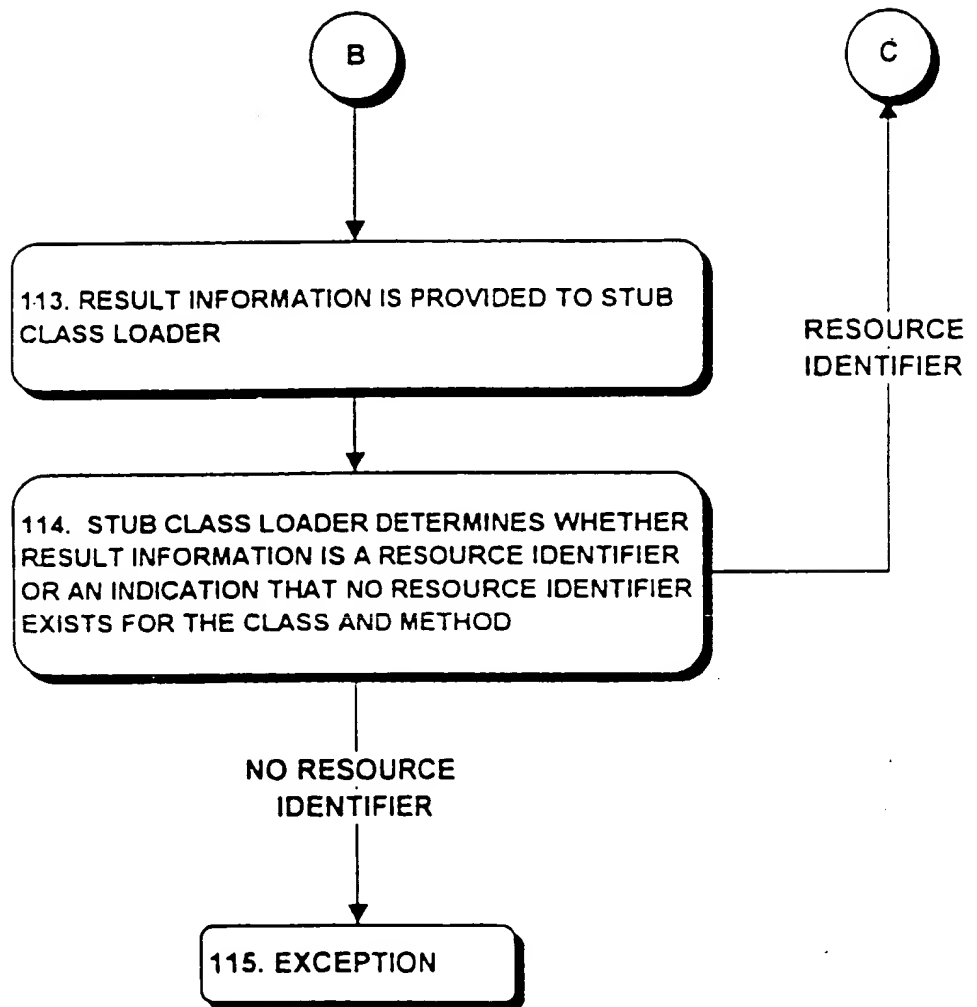 B
C
113. RESULT INFORMATION IS PROVIDED TO STUB
CLASS LOADER
RESOURCE
IDENTIFIER
114. STUB CLASS LOADER DETERMINES WHETHER
RESULT INFORMATION IS A RESOURCE IDENTIFIER
OR AN INDICATION THAT NO RESOURCE IDENTIFIER
EXISTS FOR THE CLASS AND METHOD
NO RESOURCE
IDENTIFIER
115. EXCEPTION